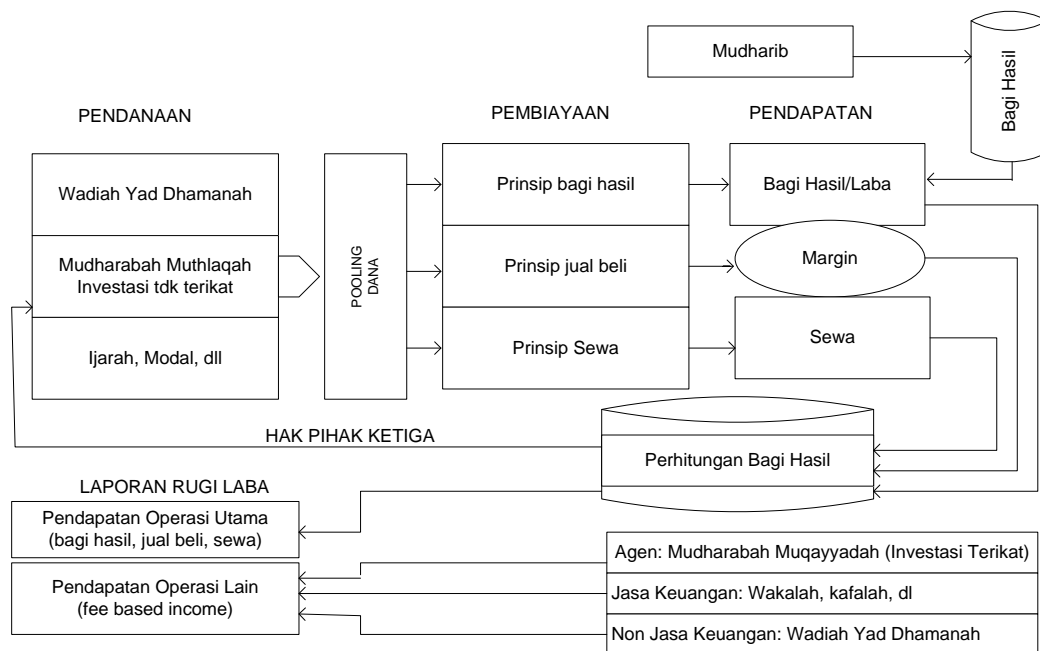 Mudharib
Bagi Hasil
PENDANAAN
PEMBIAYAAN
PENDAPATAN
Wadiah Yad Dhamanah
Mudharabah Muthlaqah
Investasi tdk terikat
Ijarah, Modal, dll
POOLING
DANA
Prinsip bagi hasil
Prinsip jual beli
Prinsip Sewa
Bagi Hasil/Laba
Margin
Sewa
HAK PIHAK KETIGA
Perhitungan Bagi Hasil
LAPORAN RUGI LABA
Pendapatan Operasi Utama
(bagi hasil, jual beli, sewa)
Pendapatan Operasi Lain
(fee based income)
Agen: Mudharabah Muqayyadah (Investasi Terikat)
Jasa Keuangan: Wakalah, kafalah, dl
Non Jasa Keuangan: Wadiah Yad Dhamanah